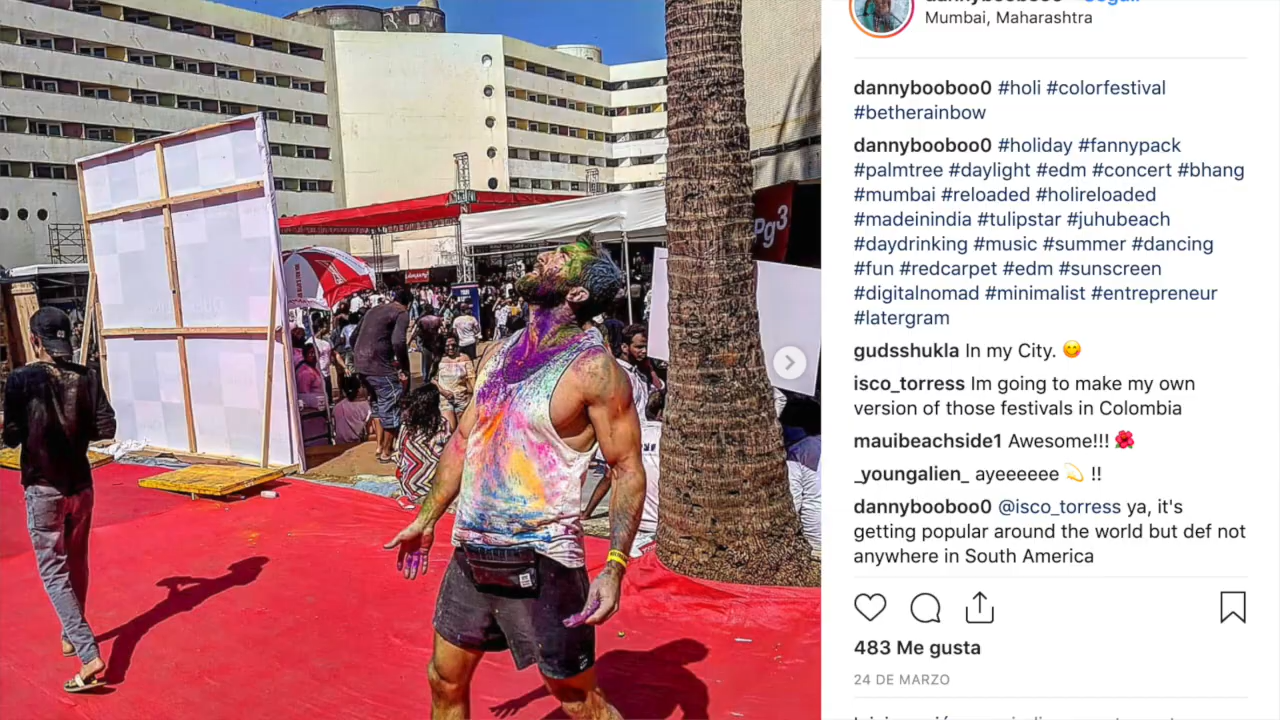 Mumbai, Maharashtra
dannybooboo0 #holi #colorfestival
#betherainbow
dannybooboo0 #holiday #fannypack
#palmtree #daylight #edm #concert #bhang
#mumbai #reloaded #holireloaded
#madeinindia #tulipstar #juhubeach
#daydrinking #music #summer #dancing
#fun #redcarpet #edm #sunscreen
#digitalnomad #minimalist #entrepreneur
#latergram
gudsshukla In my City. 😋
isco_torress Im going to make my own
version of those festivals in Colombia
mauibeachside1 Awesome!!! 🌺
_youngalien_ ayeeeeee 💫 !!
dannybooboo0 @isco_torress ya, it's
getting popular around the world but def not
anywhere in South America
483 Me gusta
24 DE MARZO
Pg3